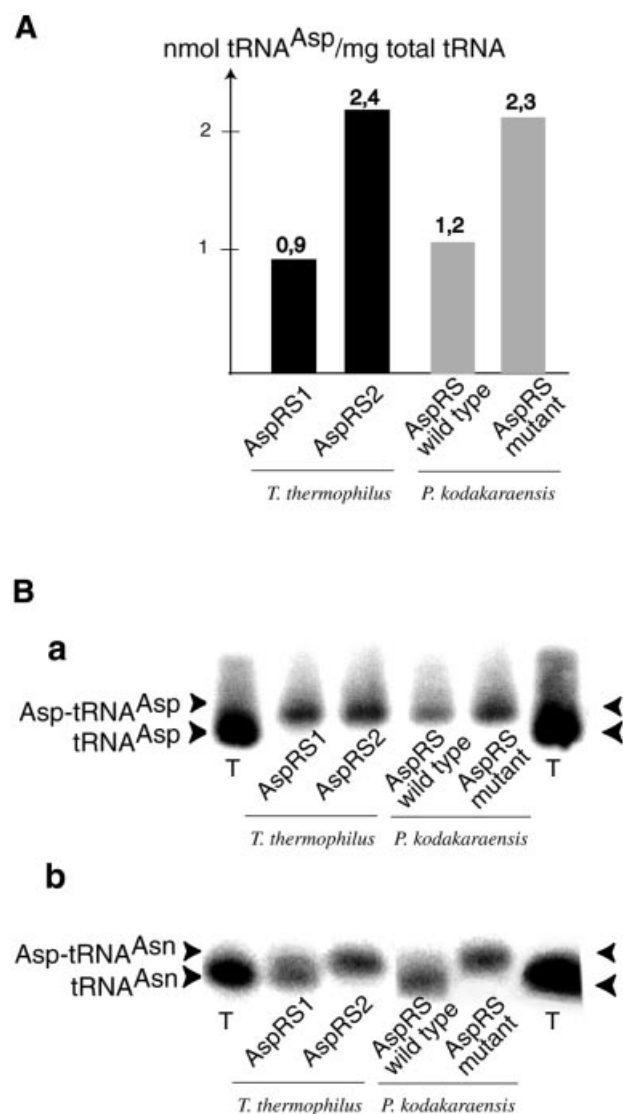 A
nmol tRNAAsp/mg total tRNA
2,4
2,3
2
1,2
1
0,9
AspRS1
AspRS2
AspRS
wild type
AspRS
mutant
T. thermophilus
P. kodakaraensis
B
a
Asp-tRNAAsp
tRNAAsp
T
AspRS1
AspRS2
AspRS
wild type
AspRS
mutant
T
T. thermophilus
P. kodakaraensis
b
Asp-tRNAAsn
tRNAAsn
T
AspRS1
AspRS2
AspRS
wild type
AspRS
mutant
T
T. thermophilus
P. kodakaraensis